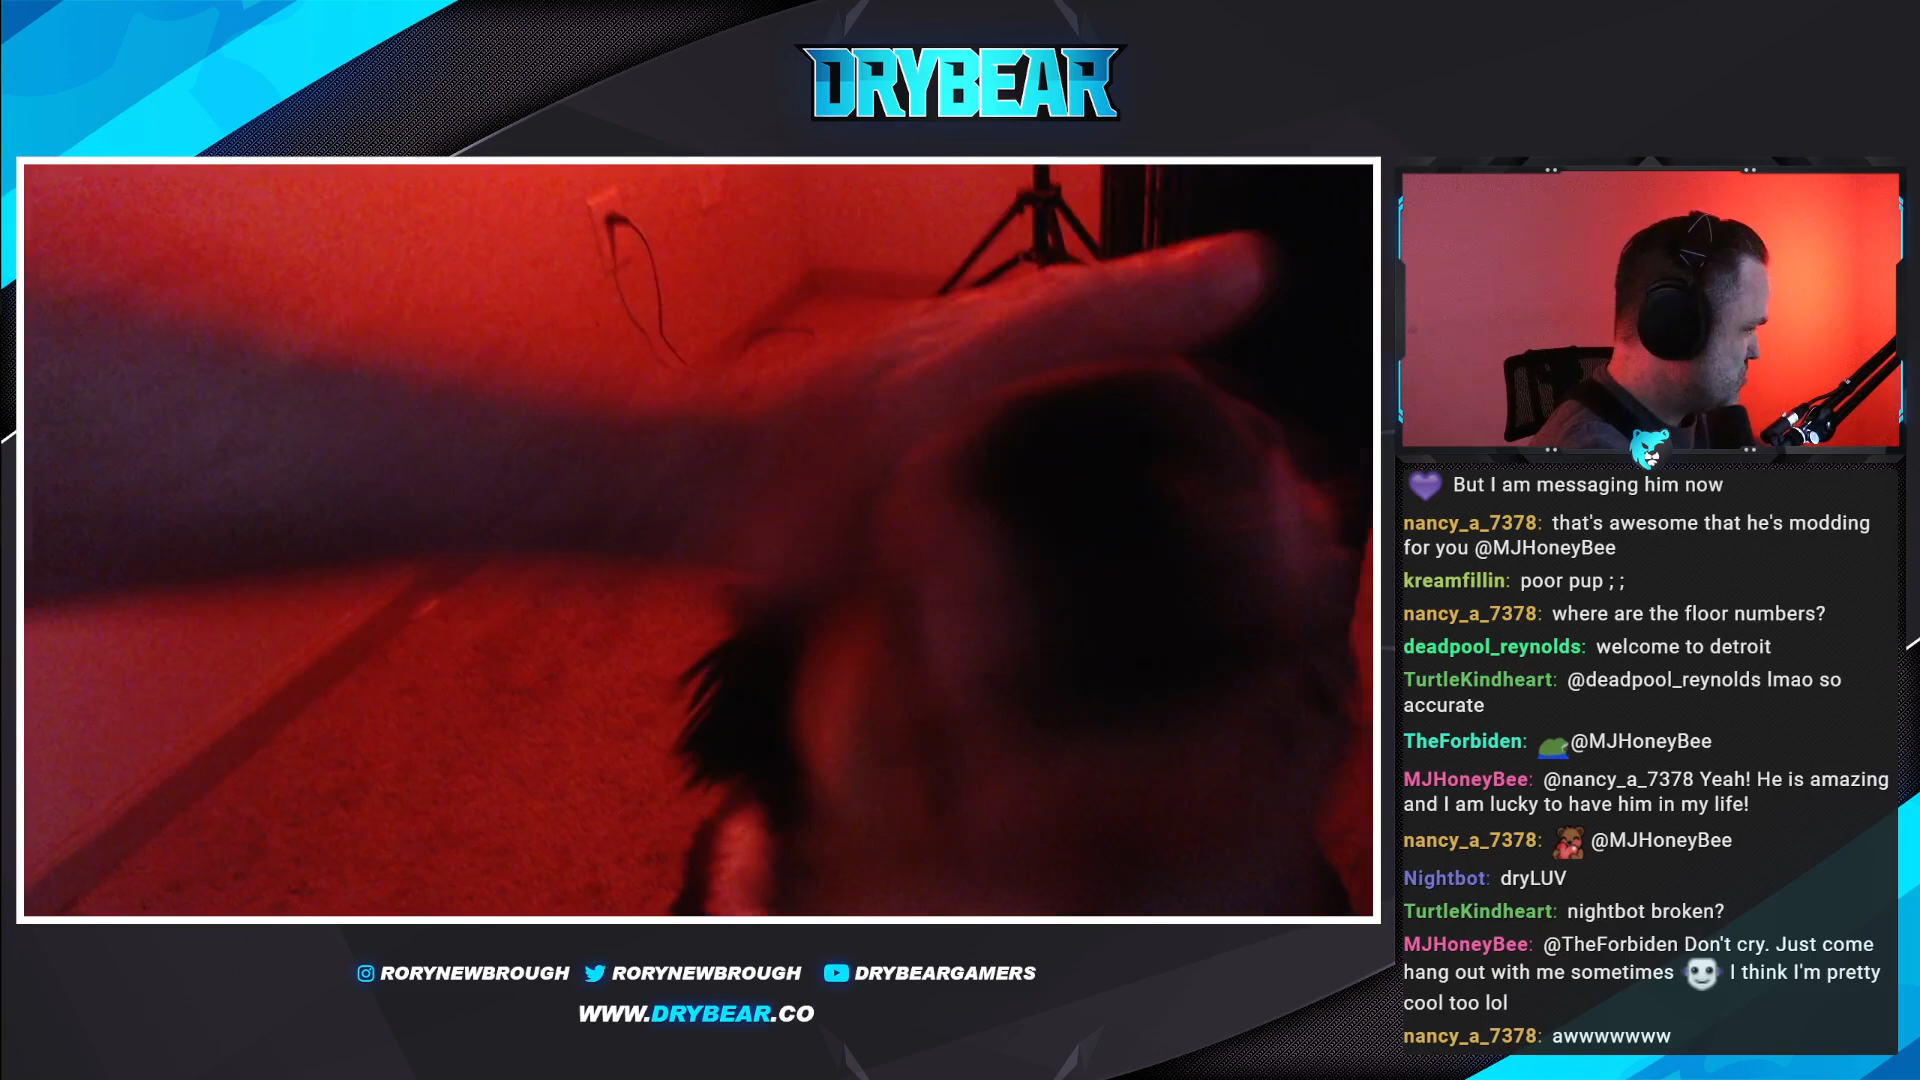 DRYBEAR
But I am messaging him now
nancy_a_7378: that's awesome that he's modding
for you @MJHoneyBee
kreamfillin: poor pup ; ;
nancy_a_7378: where are the floor numbers?
deadpool_reynolds: welcome to detroit
TurtleKindheart: @deadpool_reynolds lmao so
accurate
TheForbiden: @MJHoneyBee
MJHoneyBee: @nancy_a_7378 Yeah! He is amazing
and I am lucky to have him in my life!
nancy_a_7378: @MJHoneyBee
Nightbot: dryLUV
TurtleKindheart: nightbot broken?
MJHoneyBee: @TheForbiden Don't cry. Just come
hang out with me sometimes I think I'm pretty
cool too lol
nancy_a_7378: awwwwwww
RORYNEWBROUGH RORYNEWBROUGH DRYBEARGAMERS
WWW.DRYBEAR.CO